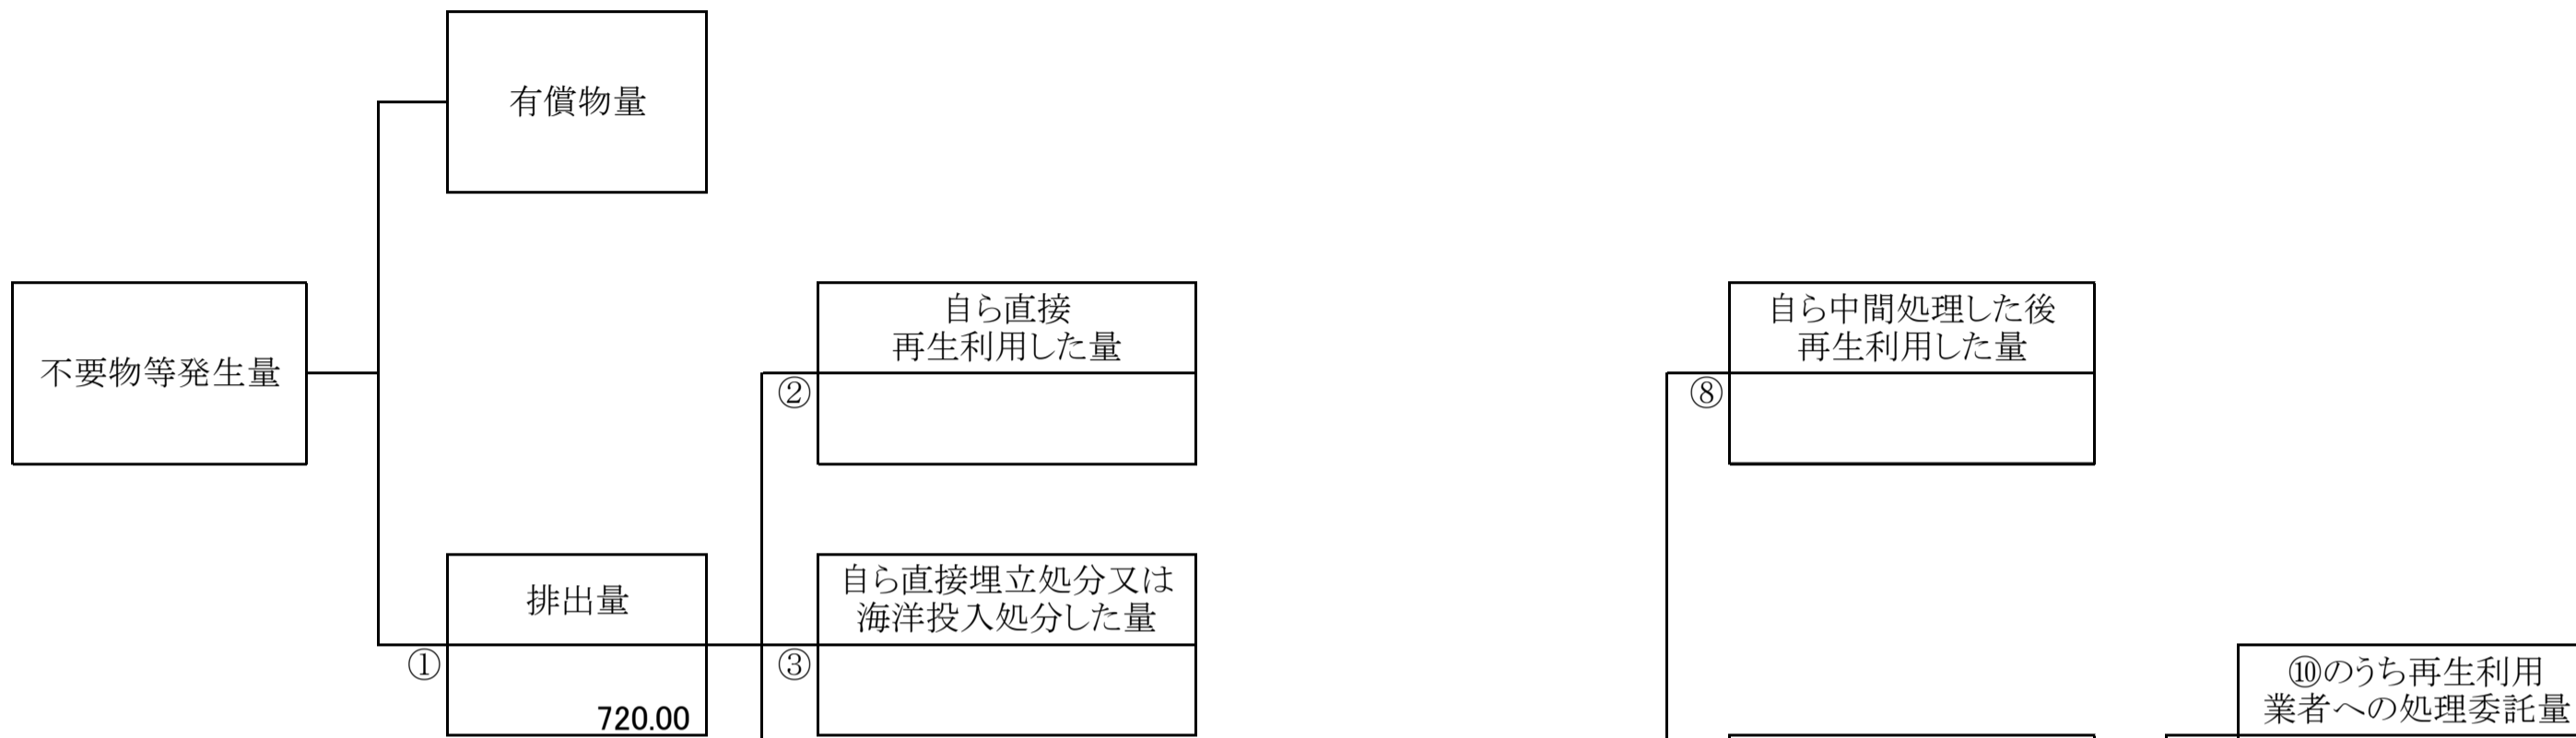 有償物量
不要物等発生量
自ら直接
再生利用した量
②
自ら中間処理した後
再生利用した量
⑧
排出量
①
720.00
自ら直接埋立処分又は
海洋投入処分した量
③
⑩のうち再生利用
業者への処理委託量